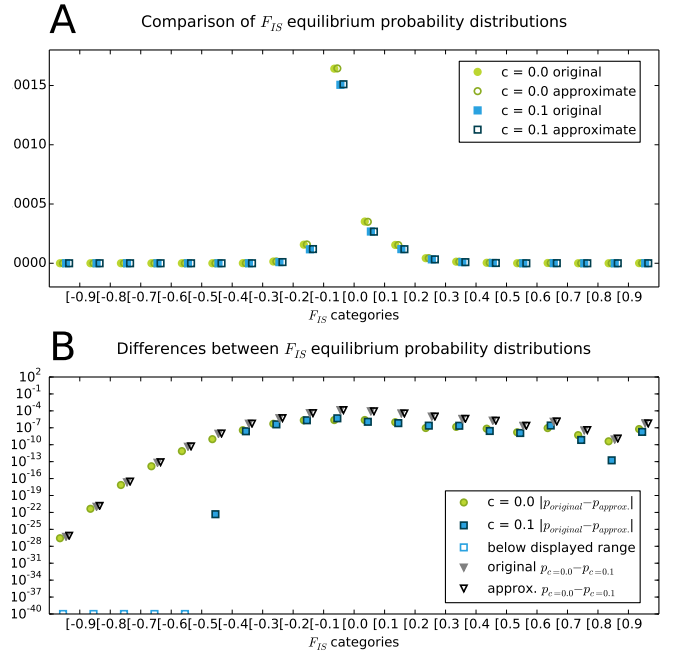 A
Comparison of F_IS equilibrium probability distributions
0015
0010
0005
0000
c = 0.0 original
c = 0.0 approximate
c = 0.1 original
c = 0.1 approximate
[-0.9 [-0.8 [-0.7 [-0.6 [-0.5 [-0.4 [-0.3 [-0.2 [-0.1 [0.0 [0.1 [0.2 [0.3 [0.4 [0.5 [0.6 [0.7 [0.8 [0.9
F_IS categories
B
Differences between F_IS equilibrium probability distributions
10^2
10^-1
10^-4
10^-7
10^-10
10^-13
10^-16
10^-19
10^-22
10^-25
10^-28
10^-31
10^-34
10^-37
10^-40
c = 0.0 |p_original−p_approx.|
c = 0.1 |p_original−p_approx.|
below displayed range
original p_c=0.0−p_c=0.1
approx. p_c=0.0−p_c=0.1
[-0.9 [-0.8 [-0.7 [-0.6 [-0.5 [-0.4 [-0.3 [-0.2 [-0.1 [0.0 [0.1 [0.2 [0.3 [0.4 [0.5 [0.6 [0.7 [0.8 [0.9
F_IS categories